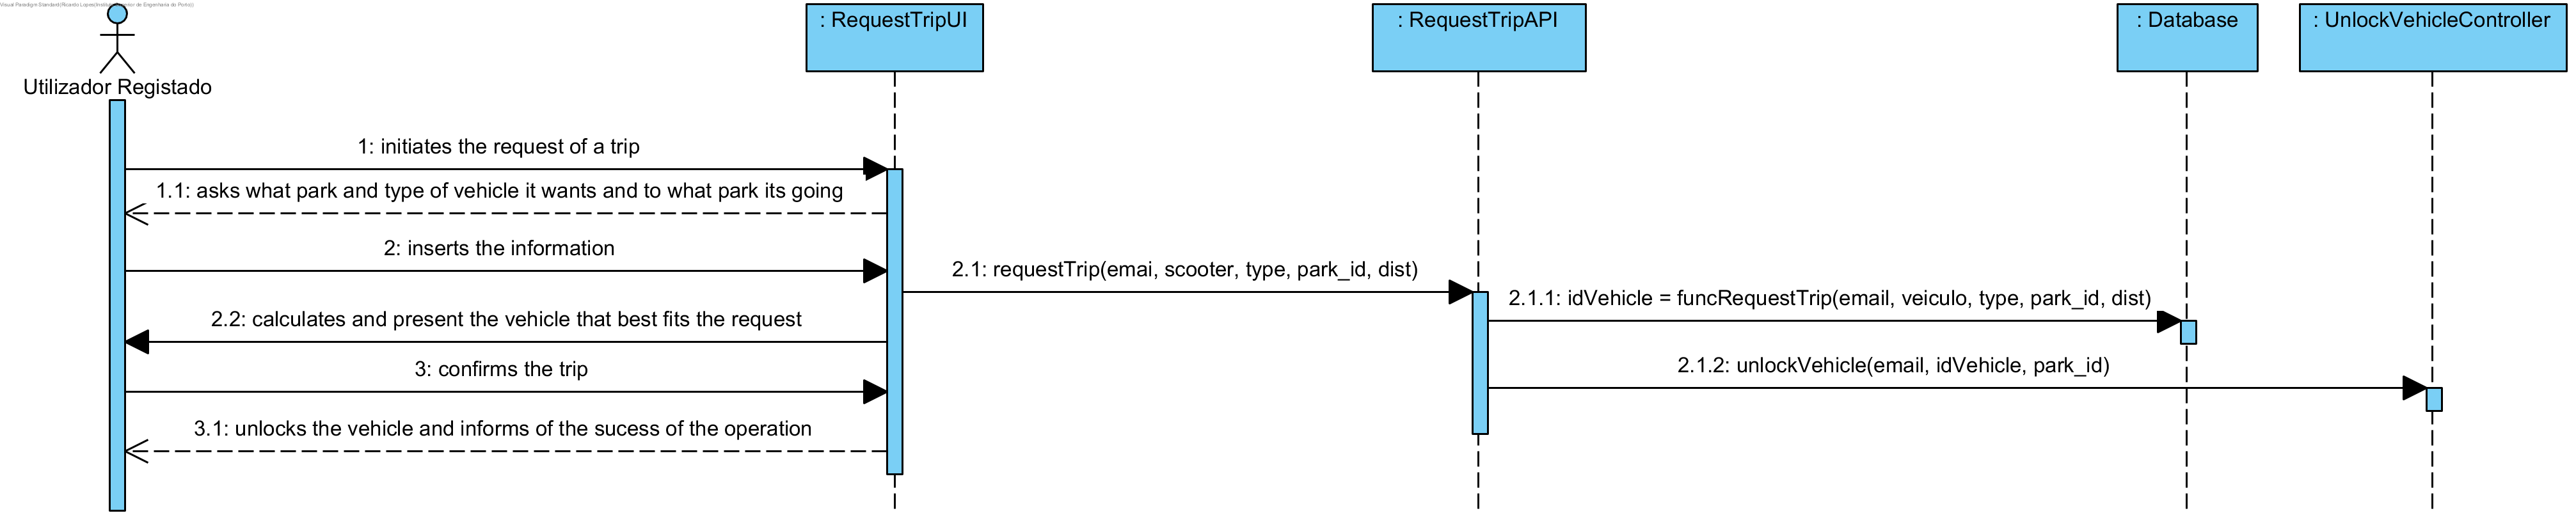 Visual Paradigm Standard(Ricardo Lopes(Instituto Superior de Engenharia do Porto))
: RequestTripUI
: RequestTripAPI
: Database
: UnlockVehicleController
Utilizador Registado
1: initiates the request of a trip
1.1: asks what park and type of vehicle it wants and to what park its going
2: inserts the information
2.1: requestTrip(emai, scooter, type, park_id, dist)
2.1.1: idVehicle = funcRequestTrip(email, veiculo, type, park_id, dist)
2.2: calculates and present the vehicle that best fits the request
2.1.2: unlockVehicle(email, idVehicle, park_id)
3: confirms the trip
3.1: unlocks the vehicle and informs of the sucess of the operation